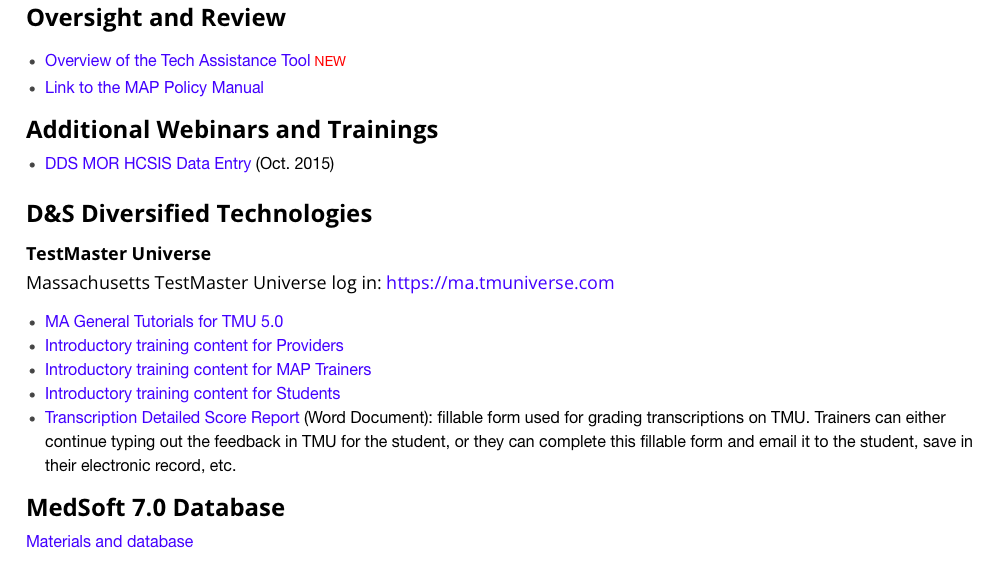 Oversight and Review
Overview of the Tech Assistance Tool NEW
Link to the MAP Policy Manual
Additional Webinars and Trainings
DDS MOR HCSIS Data Entry (Oct. 2015)
D&S Diversified Technologies
TestMaster Universe
Massachusetts TestMaster Universe log in: https://ma.tmuniverse.com
MA General Tutorials for TMU 5.0
Introductory training content for Providers
Introductory training content for MAP Trainers
Introductory training content for Students
Transcription Detailed Score Report (Word Document): fillable form used for grading transcriptions on TMU. Trainers can either
continue typing out the feedback in TMU for the student, or they can complete this fillable form and email it to the student, save in
their electronic record, etc.
MedSoft 7.0 Database
Materials and database